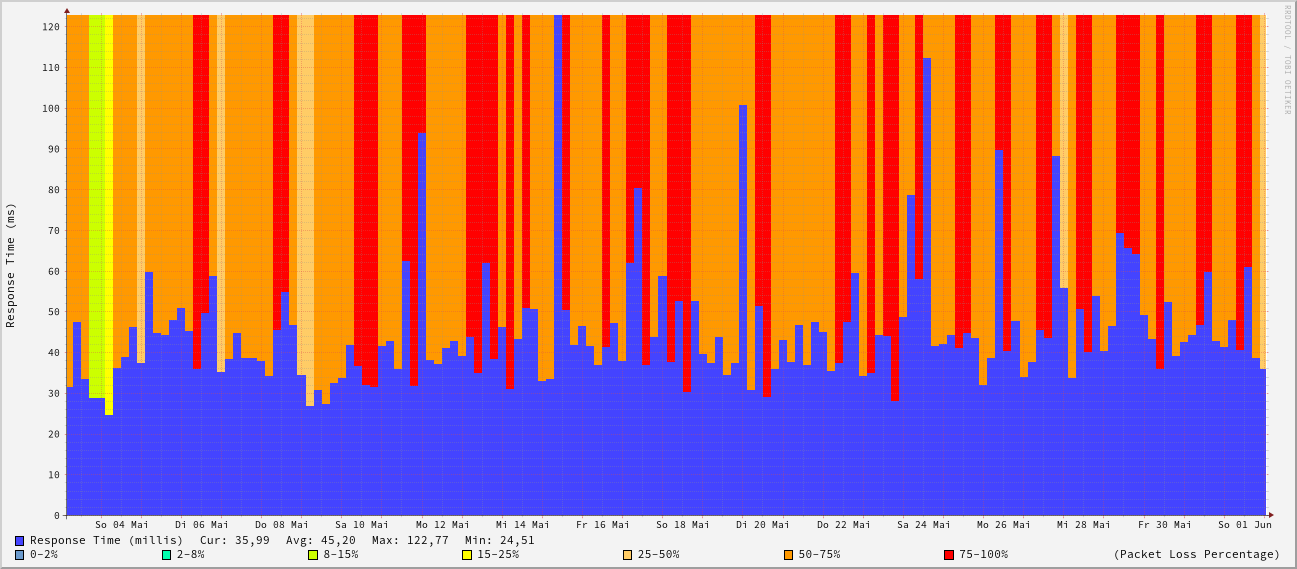 RRDTOOL / TOBI OETIKER
Response Time (ms)
120
110
100
90
80
70
60
50
40
30
20
10
0
So 04 Mai Di 06 Mai Do 08 Mai Sa 10 Mai Mo 12 Mai Mi 14 Mai Fr 16 Mai So 18 Mai Di 20 Mai Do 22 Mai Sa 24 Mai Mo 26 Mai Mi 28 Mai Fr 30 Mai So 01 Jun
Response Time (millis) Cur: 35,99 Avg: 45,20 Max: 122,77 Min: 24,51
0-2% 2-8% 8-15% 15-25% 25-50% 50-75% 75-100% (Packet Loss Percentage)